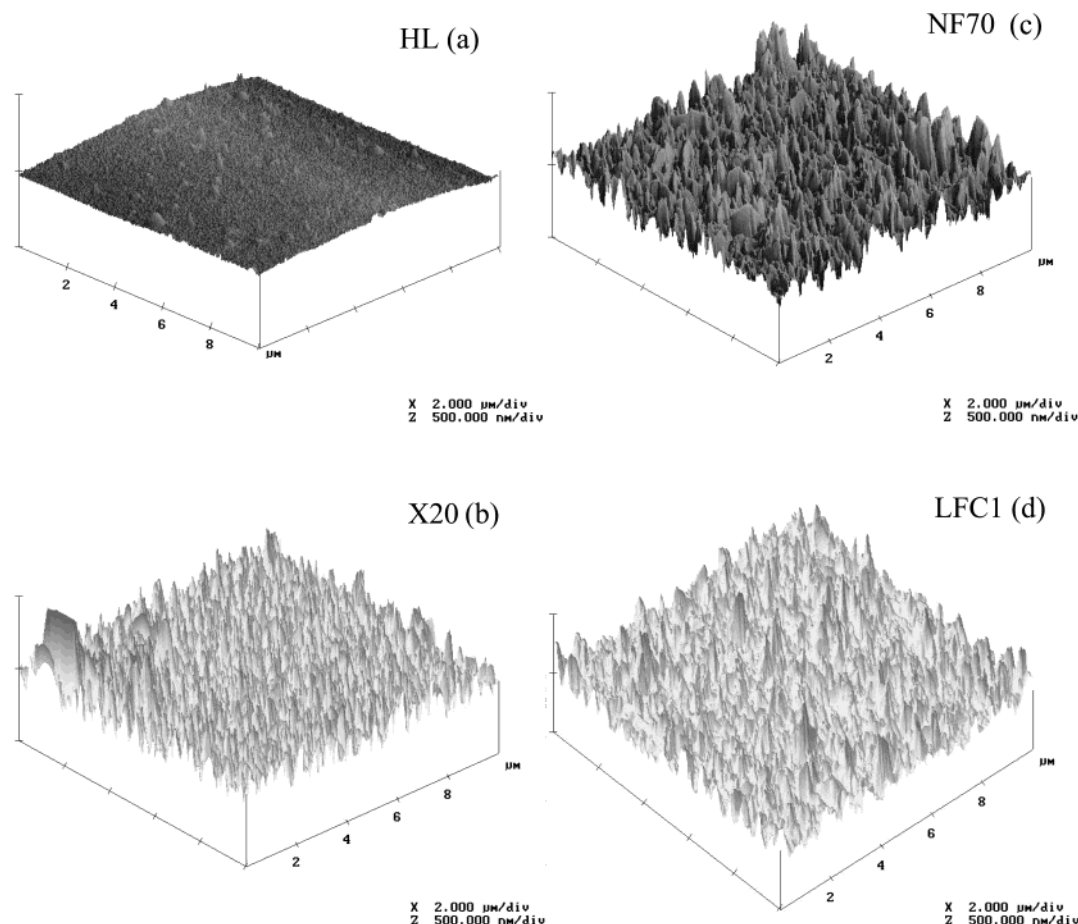 HL (a)
2
4
6
8
µM
X 2.000 µM/div
Z 500.000 nM/div
NF70 (c)
2
4
6
8
µM
X 2.000 µM/div
Z 500.000 nM/div
X20 (b)
2
4
6
8
µM
X 2.000 µM/div
Z 500.000 nM/div
LFC1 (d)
2
4
6
8
µM
X 2.000 µM/div
Z 500.000 nM/div